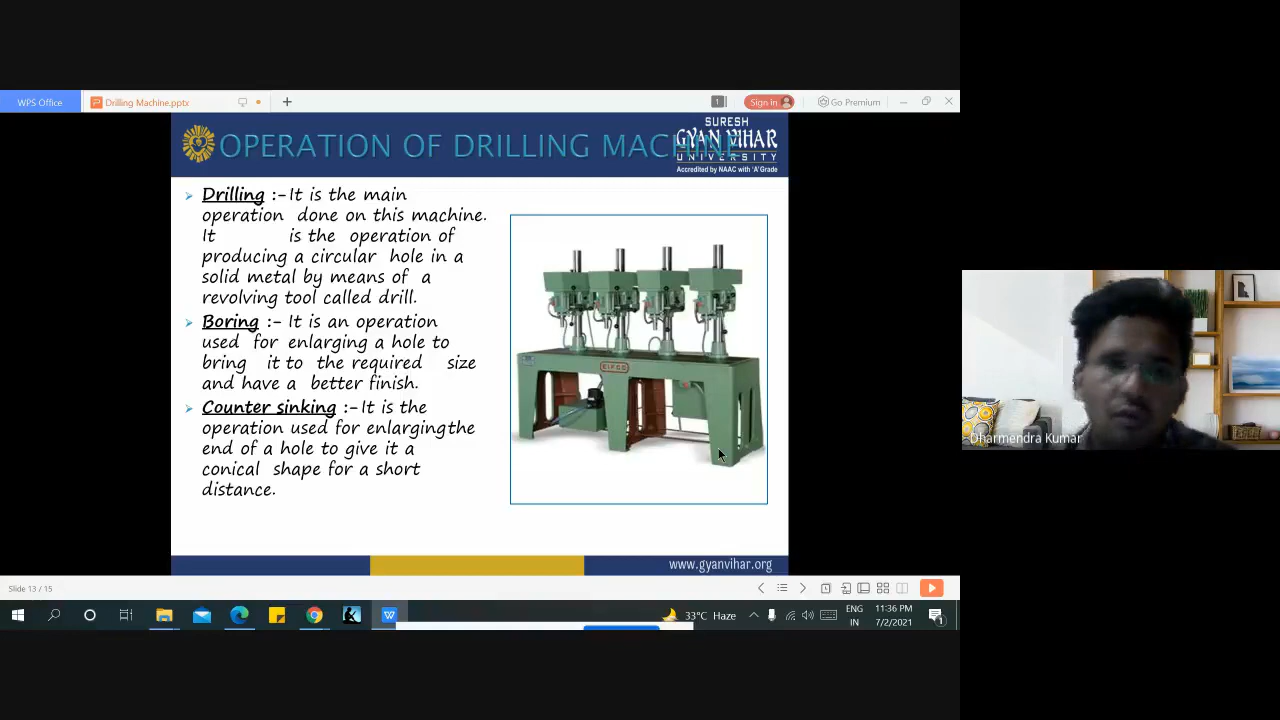 WPS Office
Drilling Machine.pptx
1
Sign in
Go Premium
OPERATION OF DRILLING MACHINE
SURESH
GYAN VIHAR
UNIVERSITY
Accredited by NAAC with 'A' Grade
Drilling :-It is the main
operation done on this machine.
It is the operation of
producing a circular hole in a
solid metal by means of a
revolving tool called drill.
Boring :- It is an operation
used for enlarging a hole to
bring it to the required size
and have a better finish.
Counter sinking :-It is the
operation used for enlargingthe
end of a hole to give it a
conical shape for a short
distance.
www.gyanvihar.org
Dharmendra Kumar
Slide 13 / 15
33°C Haze
ENG
IN
11:36 PM
7/2/2021
1